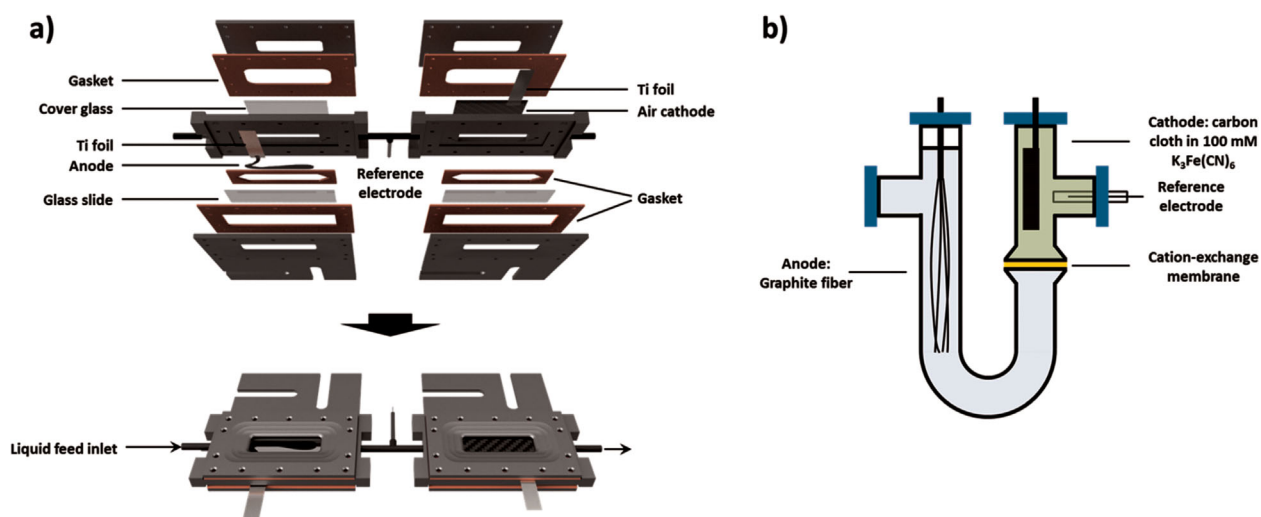 a)
Gasket
Cover glass
Ti foil
Anode
Glass slide
Ti foil
Air cathode
Reference
electrode
Gasket
Liquid feed inlet
b)
Cathode: carbon
cloth in 100 mM
K₃Fe(CN)₆
Reference
electrode
Anode:
Graphite fiber
Cation-exchange
membrane